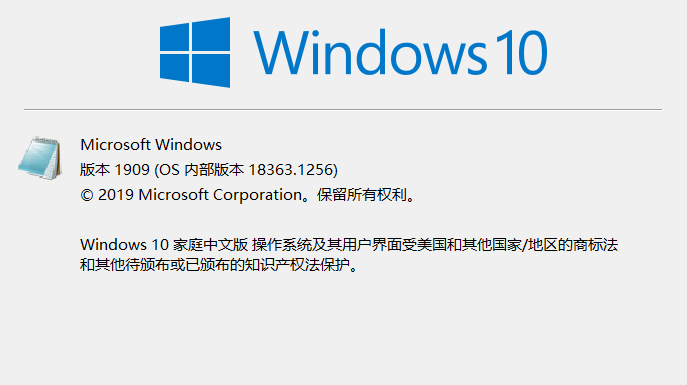 Windows 10
Microsoft Windows
版本 1909 (OS 内部版本 18363.1256)
© 2019 Microsoft Corporation。保留所有权利。
Windows 10 家庭中文版 操作系统及其用户界面受美国和其他国家/地区的商标法
和其他待颁布或已颁布的知识产权法保护。